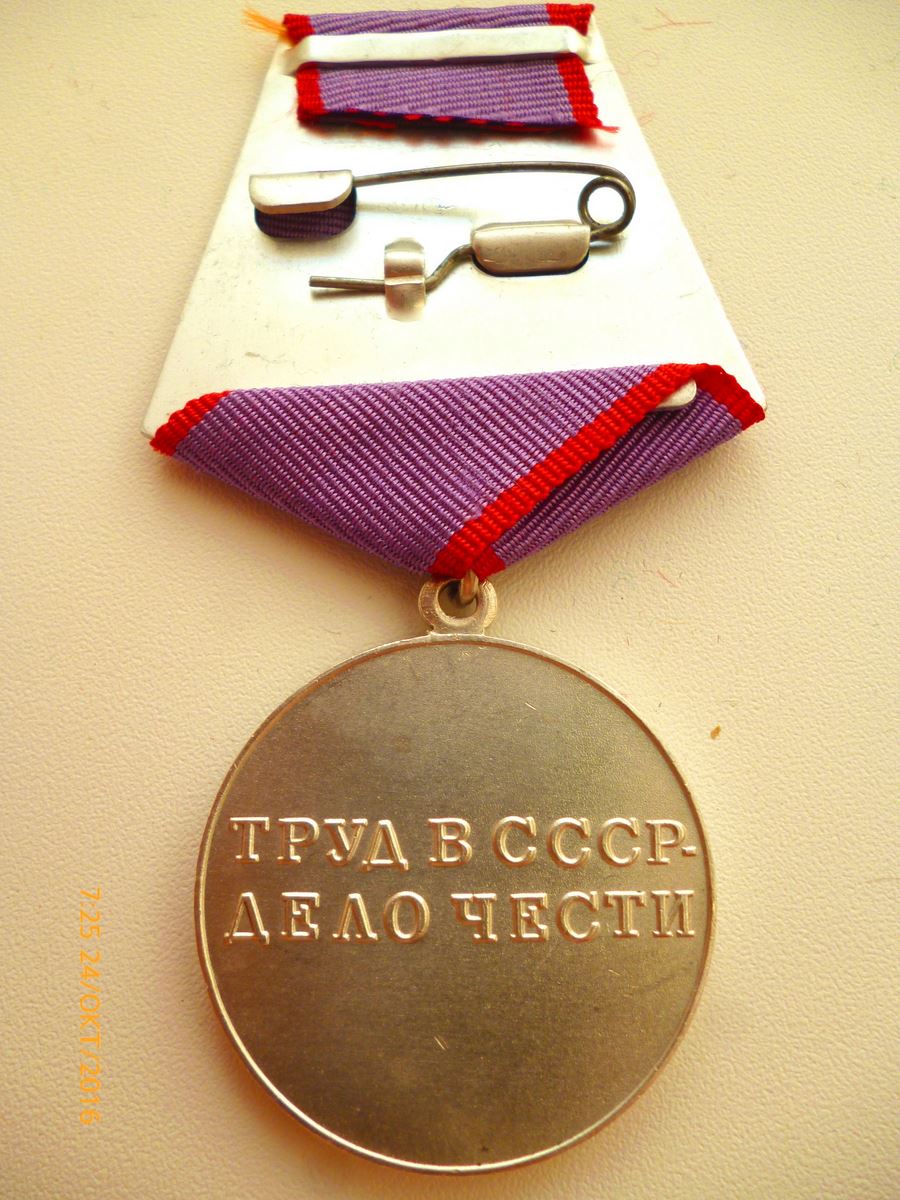 ТРУД В СССР-
ДЕЛО ЧЕСТИ
7:25 24/ОКТ/2016